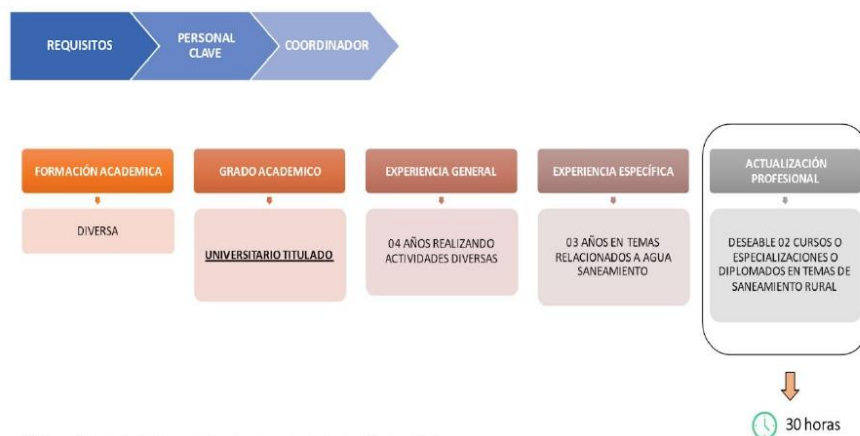 REQUISITOS
PERSONAL
CLAVE
COORDINADOR
FORMACIÓN ACADEMICA
DIVERSA
GRADO ACADEMICO
UNIVERSITARIO TITULADO
EXPERIENCIA GENERAL
04 AÑOS REALIZANDO
ACTIVIDADES DIVERSAS
EXPERIENCIA ESPECÍFICA
03 AÑOS EN TEMAS
RELACIONADOS A AGUA
SANEAMIENTO
ACTUALIZACIÓN
PROFESIONAL
DESEABLE 02 CURSOS O
ESPECIALIZACIONES O
DIPLOMADOS EN TEMAS DE
SANEAMIENTO RURAL
30 horas